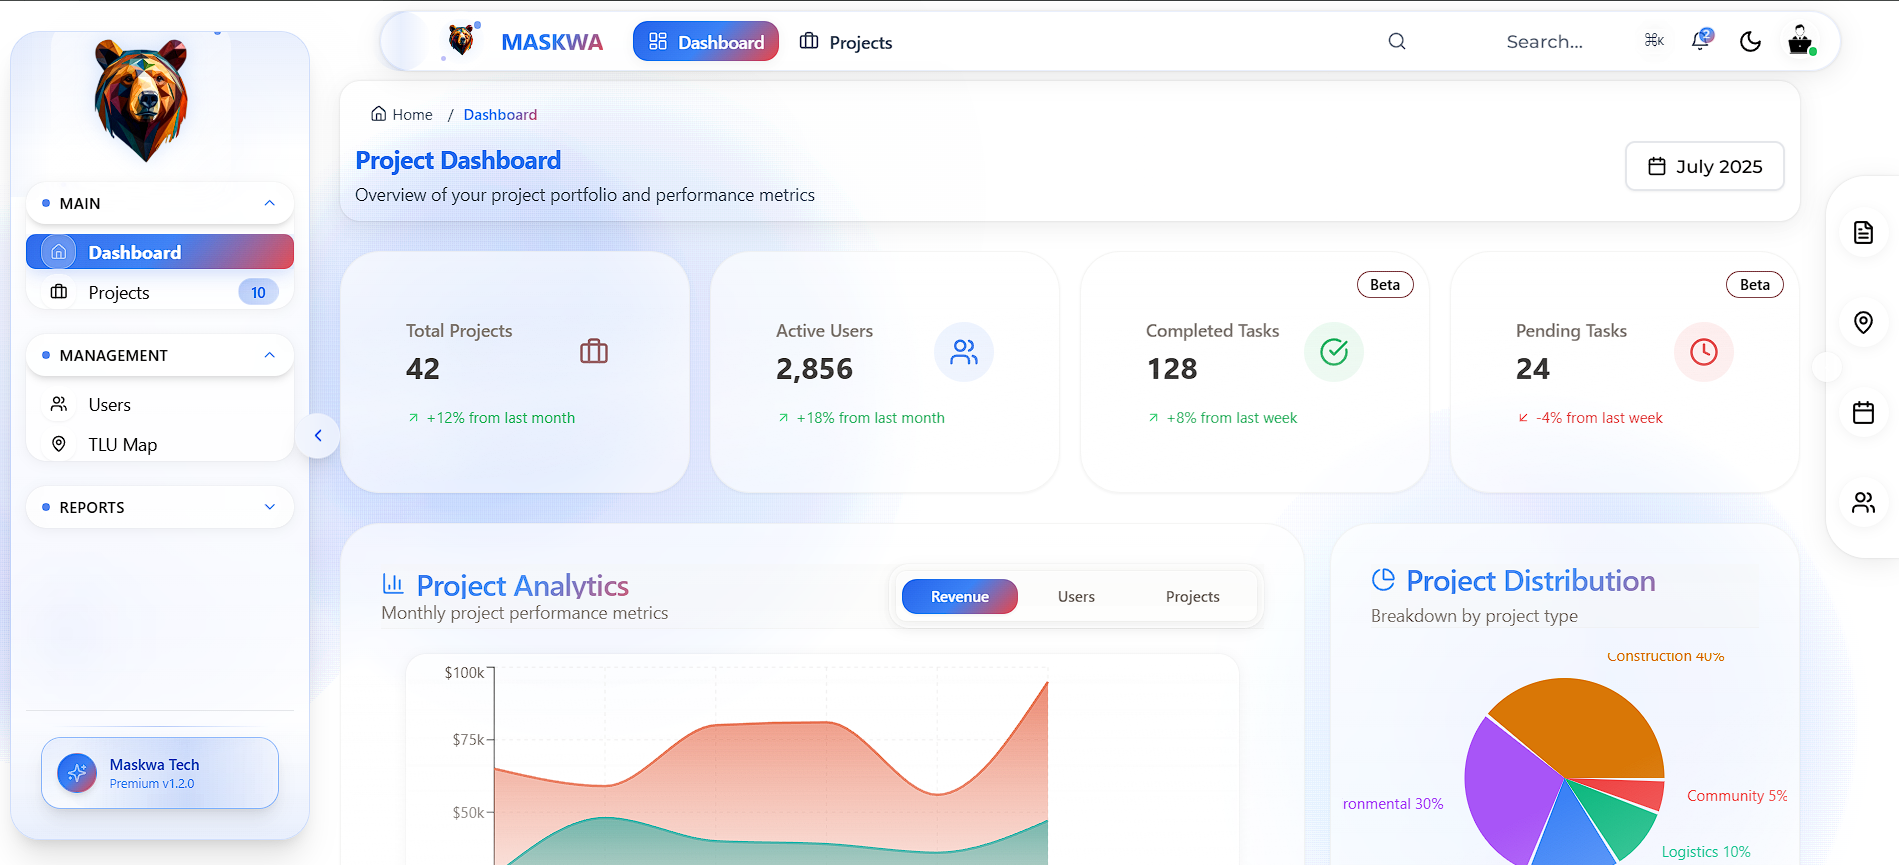 MASKWA
Dashboard
Projects
Search...
⌘K
2
MAIN
Dashboard
Projects
10
MANAGEMENT
Users
TLU Map
REPORTS
Maskwa Tech
Premium v1.2.0
Home / Dashboard
Project Dashboard
Overview of your project portfolio and performance metrics
July 2025
Total Projects
42
+12% from last month
Active Users
2,856
+18% from last month
Beta
Completed Tasks
128
+8% from last week
Beta
Pending Tasks
24
-4% from last week
Project Analytics
Monthly project performance metrics
Revenue
Users
Projects
$100k
$75k
$50k
Project Distribution
Breakdown by project type
Construction 40%
ronmental 30%
Community 5%
Logistics 10%